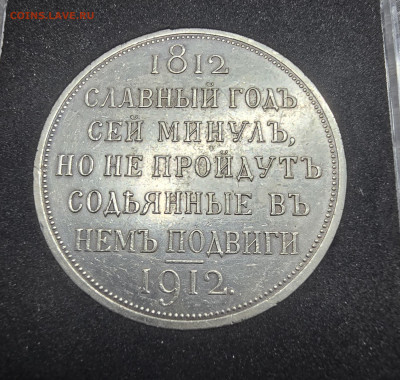 COINS.LAVE.RU
1812
СЛАВНЫЙ ГОДЪ
СЕЙ МИНУЛЪ,
НО НЕ ПРОЙДУТЪ
СОДѢЯННЫЕ ВЪ
НЕМЪ ПОДВИГИ
1912.